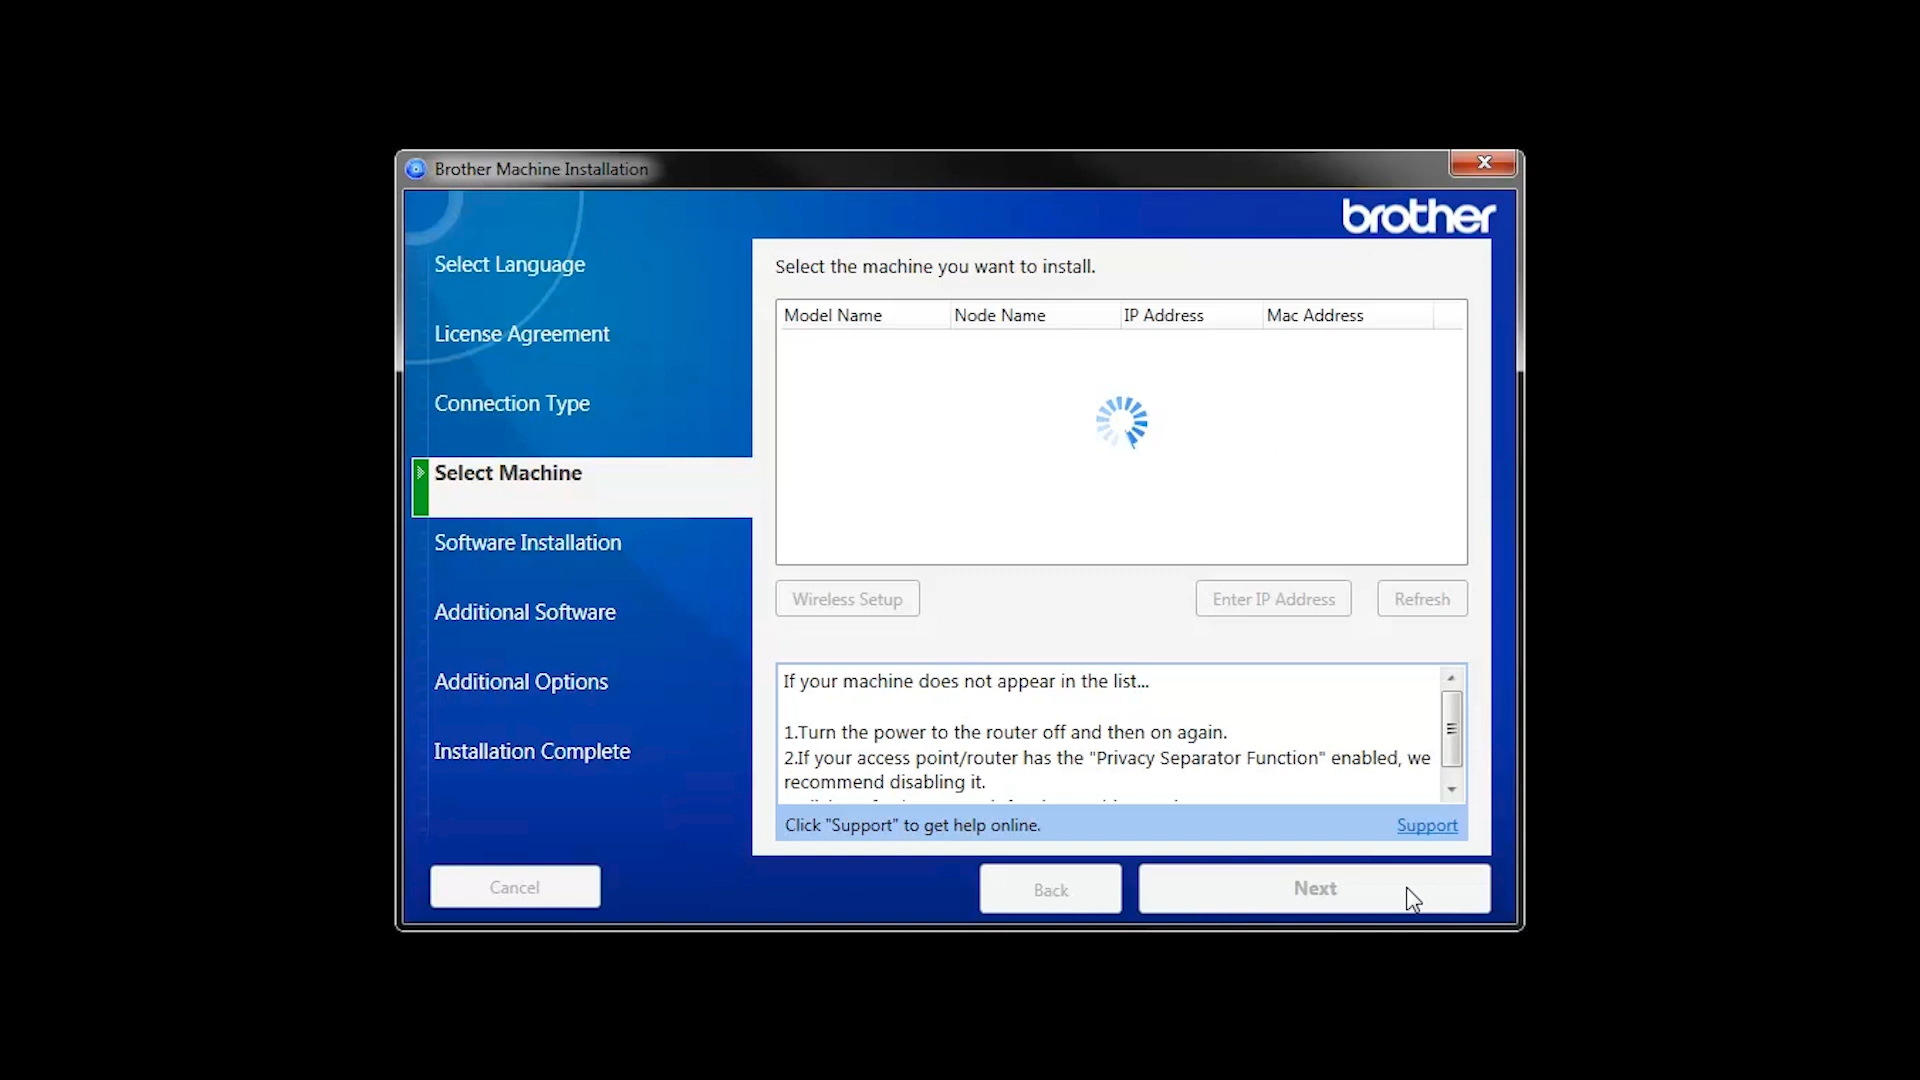 Brother Machine Installation
brother
Select Language
License Agreement
Connection Type
Select Machine
Software Installation
Additional Software
Additional Options
Installation Complete
Select the machine you want to install.
Model Name Node Name IP Address Mac Address
Wireless Setup Enter IP Address Refresh
If your machine does not appear in the list...
1.Turn the power to the router off and then on again.
2.If your access point/router has the "Privacy Separator Function" enabled, we
recommend disabling it.
Click "Support" to get help online. Support
Cancel Back Next